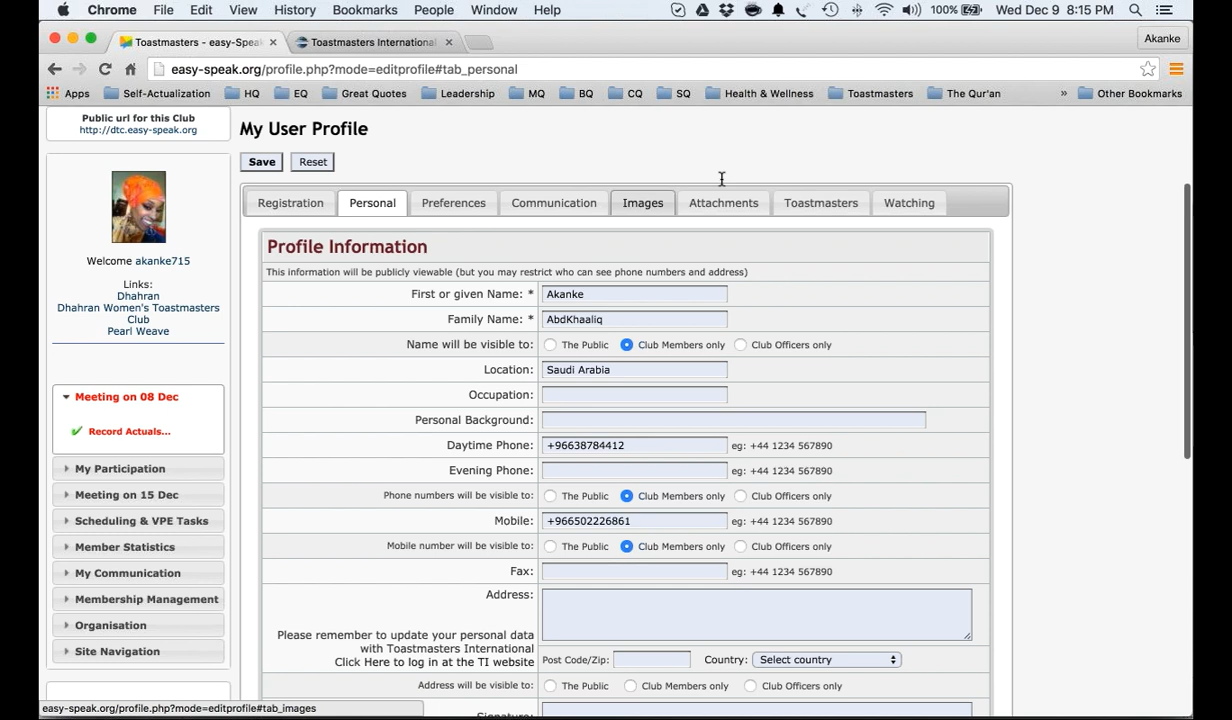 Chrome File Edit View History Bookmarks People Window Help 100% Wed Dec 9 8:15 PM
Toastmasters - easy-Speak × Toastmasters International × Akanke
easy-speak.org/profile.php?mode=editprofile#tab_personal
Apps Self-Actualization HQ EQ Great Quotes Leadership MQ BQ CQ SQ Health & Wellness Toastmasters The Qur'an » Other Bookmarks
Public url for this Club
http://dtc.easy-speak.org
Welcome akanke715
Links:
Dhahran
Dhahran Women's Toastmasters
Club
Pearl Weave
Meeting on 08 Dec
Record Actuals...
My Participation
Meeting on 15 Dec
Scheduling & VPE Tasks
Member Statistics
My Communication
Membership Management
Organisation
Site Navigation
My User Profile
Save Reset
Registration Personal Preferences Communication Images Attachments Toastmasters Watching
Profile Information
This information will be publicly viewable (but you may restrict who can see phone numbers and address)
First or given Name: * Akanke
Family Name: * AbdKhaaliq
Name will be visible to: The Public Club Members only Club Officers only
Location: Saudi Arabia
Occupation:
Personal Background:
Daytime Phone: +96638784412 eg: +44 1234 567890
Evening Phone: eg: +44 1234 567890
Phone numbers will be visible to: The Public Club Members only Club Officers only
Mobile: +966502226861 eg: +44 1234 567890
Mobile number will be visible to: The Public Club Members only Club Officers only
Fax: eg: +44 1234 567890
Address:
Please remember to update your personal data
with Toastmasters International
Click Here to log in at the TI website
Post Code/Zip: Country: Select country
Address will be visible to: The Public Club Members only Club Officers only
Signature:
easy-speak.org/profile.php?mode=editprofile#tab_images